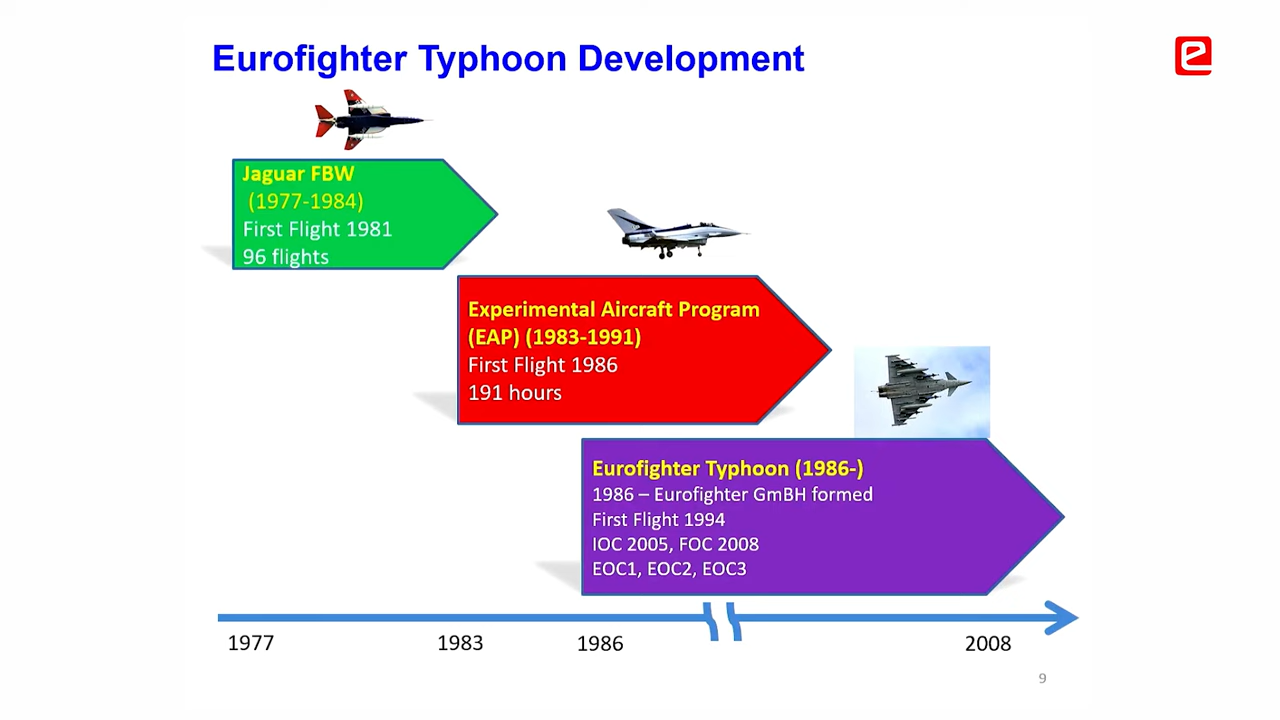 Eurofighter Typhoon Development
e
Jaguar FBW
(1977-1984)
First Flight 1981
96 flights
Experimental Aircraft Program
(EAP) (1983-1991)
First Flight 1986
191 hours
Eurofighter Typhoon (1986-)
1986 – Eurofighter GmBH formed
First Flight 1994
IOC 2005, FOC 2008
EOC1, EOC2, EOC3
1977
1983
1986
2008
9